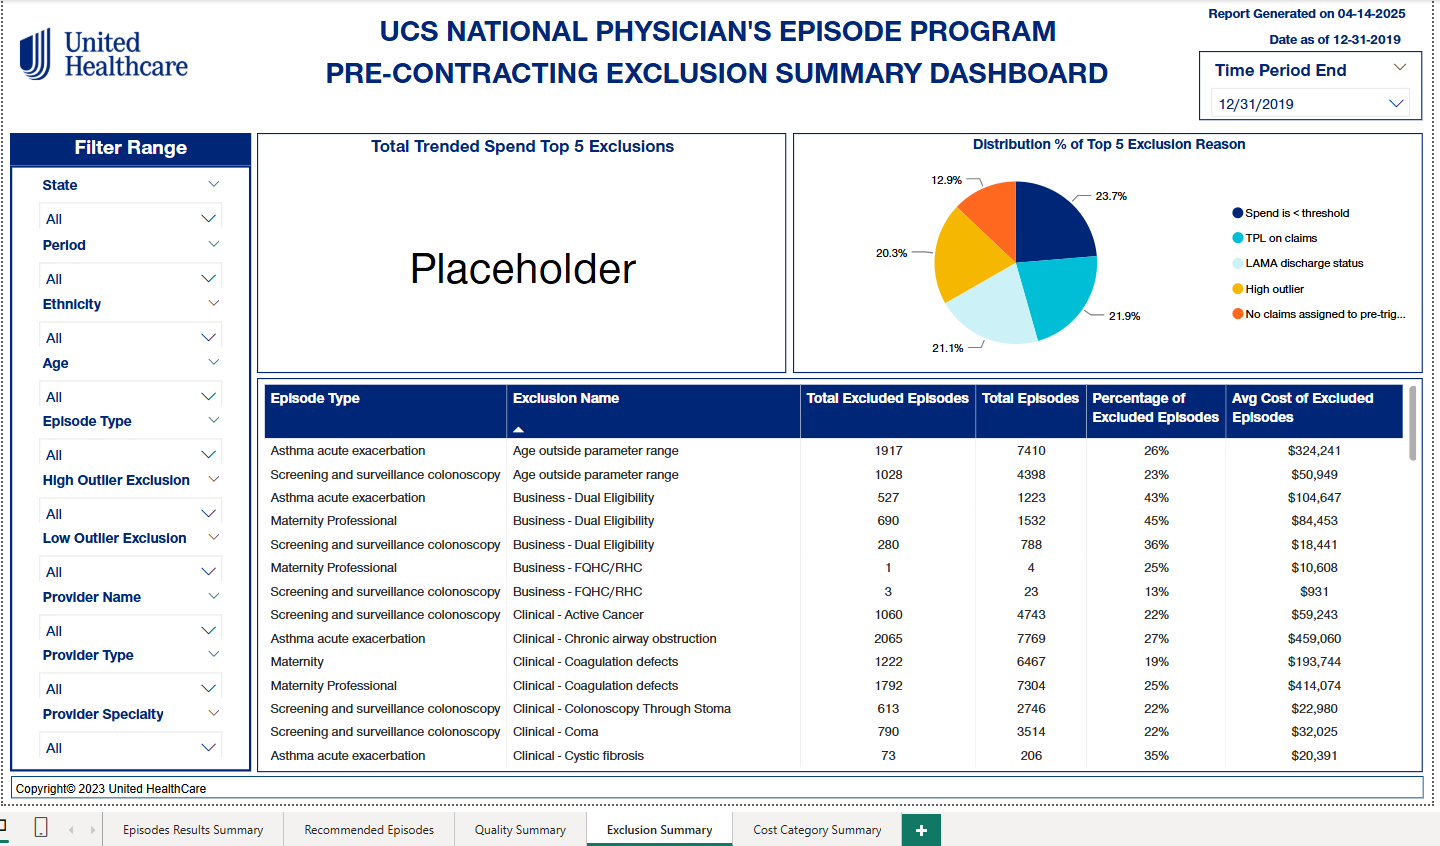 United
Healthcare
UCS NATIONAL PHYSICIAN'S EPISODE PROGRAM
PRE-CONTRACTING EXCLUSION SUMMARY DASHBOARD
Report Generated on 04-14-2025
Date as of 12-31-2019
Time Period End
12/31/2019
Filter Range
State
All
Period
All
Ethnicity
All
Age
All
Episode Type
All
High Outlier Exclusion
All
Low Outlier Exclusion
All
Provider Name
All
Provider Type
All
Provider Specialty
All
Total Trended Spend Top 5 Exclusions
Placeholder
Distribution % of Top 5 Exclusion Reason
12.9%
23.7%
20.3%
21.9%
21.1%
Spend is < threshold
TPL on claims
LAMA discharge status
High outlier
No claims assigned to pre-trig...
Episode Type Exclusion Name Total Excluded Episodes Total Episodes Percentage of Excluded Episodes Avg Cost of Excluded Episodes
Asthma acute exacerbation Age outside parameter range 1917 7410 26% $324,241
Screening and surveillance colonoscopy Age outside parameter range 1028 4398 23% $50,949
Asthma acute exacerbation Business - Dual Eligibility 527 1223 43% $104,647
Maternity Professional Business - Dual Eligibility 690 1532 45% $84,453
Screening and surveillance colonoscopy Business - Dual Eligibility 280 788 36% $18,441
Maternity Professional Business - FQHC/RHC 1 4 25% $10,608
Screening and surveillance colonoscopy Business - FQHC/RHC 3 23 13% $931
Screening and surveillance colonoscopy Clinical - Active Cancer 1060 4743 22% $59,243
Asthma acute exacerbation Clinical - Chronic airway obstruction 2065 7769 27% $459,060
Maternity Clinical - Coagulation defects 1222 6467 19% $193,744
Maternity Professional Clinical - Coagulation defects 1792 7304 25% $414,074
Screening and surveillance colonoscopy Clinical - Colonoscopy Through Stoma 613 2746 22% $22,980
Screening and surveillance colonoscopy Clinical - Coma 790 3514 22% $32,025
Asthma acute exacerbation Clinical - Cystic fibrosis 73 206 35% $20,391
Copyright© 2023 United HealthCare
Episodes Results Summary Recommended Episodes Quality Summary Exclusion Summary Cost Category Summary +